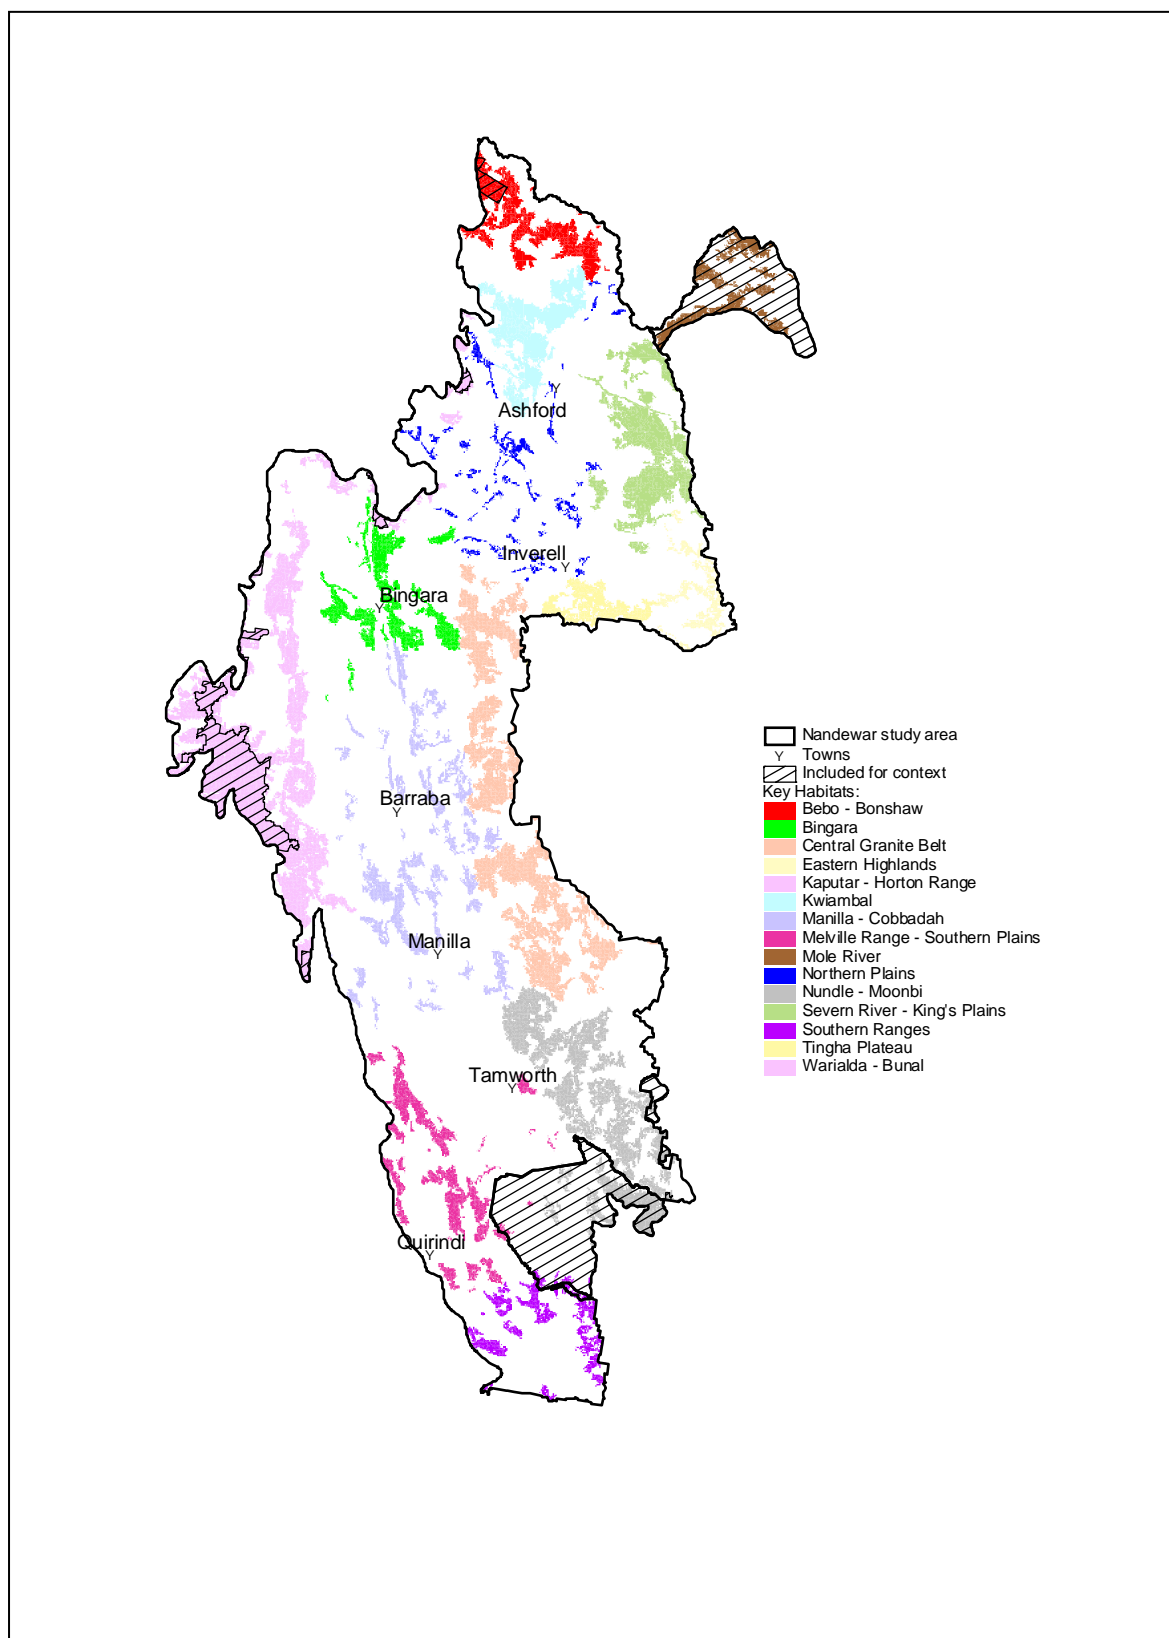 Ashford
Inverell
Y
Y
Bingara
Y
Barraba
Y
Manilla
Y
Tamworth
Y
Quirindi
Y
Nandewar study area
Y Towns
Included for context
Key Habitats:
Bebo - Bonshaw
Bingara
Central Granite Belt
Eastern Highlands
Kaputar - Horton Range
Kwiambal
Manilla - Cobbadah
Melville Range - Southern Plains
Mole River
Northern Plains
Nundle - Moonbi
Severn River - King's Plains
Southern Ranges
Tingha Plateau
Warialda - Bunal